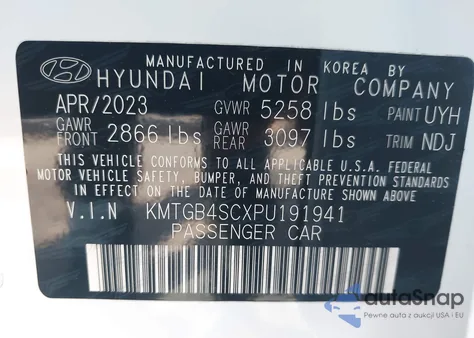 MANUFACTURED IN KOREA BY
HYUNDAI MOTOR COMPANY
APR/2023 GVWR 5258 lbs PAINT UYH
GAWR FRONT 2866 lbs GAWR REAR 3097 lbs TRIM NDJ
THIS VEHICLE CONFORMS TO ALL APPLICABLE U.S.A. FEDERAL
MOTOR VEHICLE SAFETY, BUMPER, AND THEFT PREVENTION STANDARDS
IN EFFECT ON THE DATE OF MANUFACTURE SHOWN ABOVE.
V.I.N KMTGB4SCXPU191941
PASSENGER CAR
autoSnap
Pewne auta z aukcji USA i EU